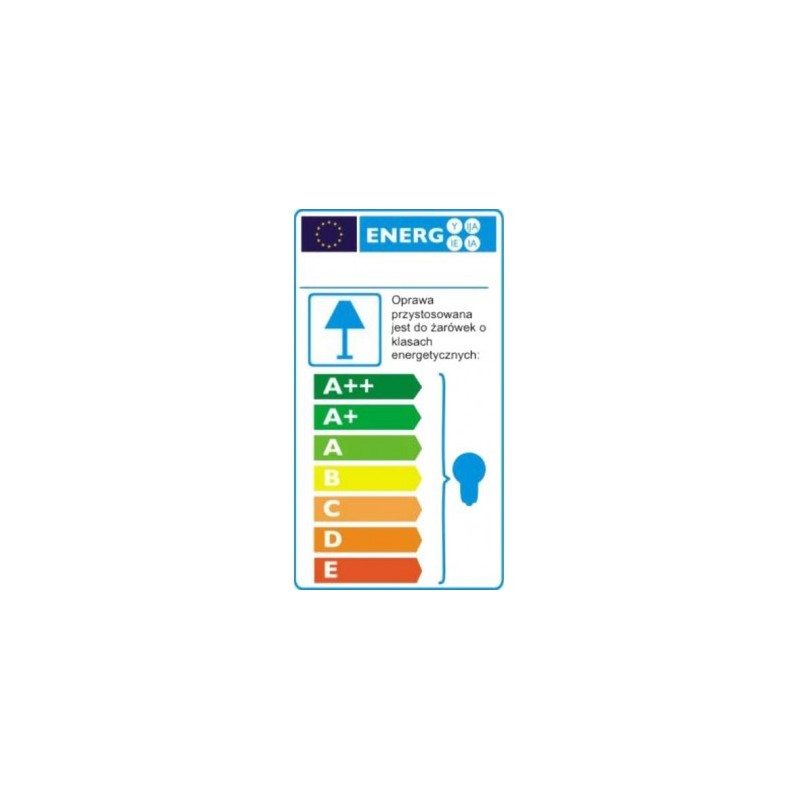 ENERG Y IJA
IE IA
Oprawa
przystosowana
jest do żarówek o
klasach
energetycznych:
A++
A+
A
B
C
D
E